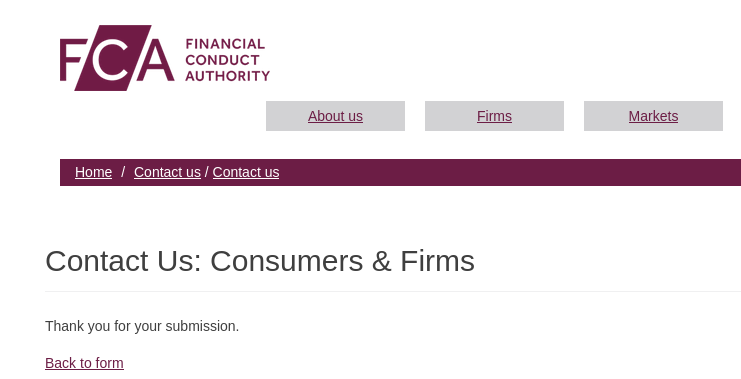 FCA FINANCIAL
CONDUCT
AUTHORITY
About us Firms Markets
Home / Contact us / Contact us
Contact Us: Consumers & Firms
Thank you for your submission.
Back to form